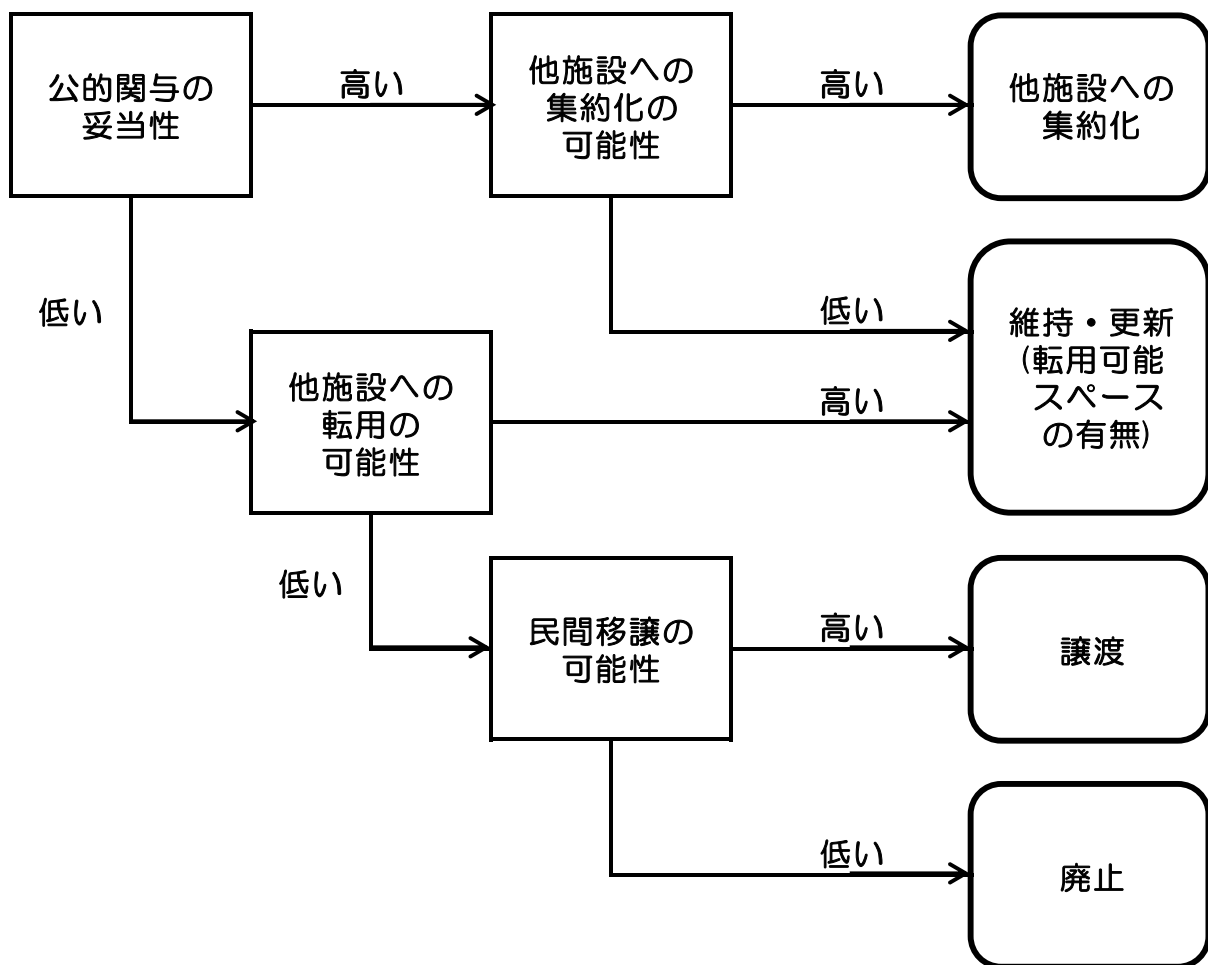 公的関与の
妥当性
高い
他施設への
集約化の
可能性
高い
他施設への
集約化
低い
低い
維持・更新
(転用可能
スペース
の有無)
他施設への
転用の
可能性
高い
低い
民間移譲の
可能性
高い
譲渡
低い
廃止